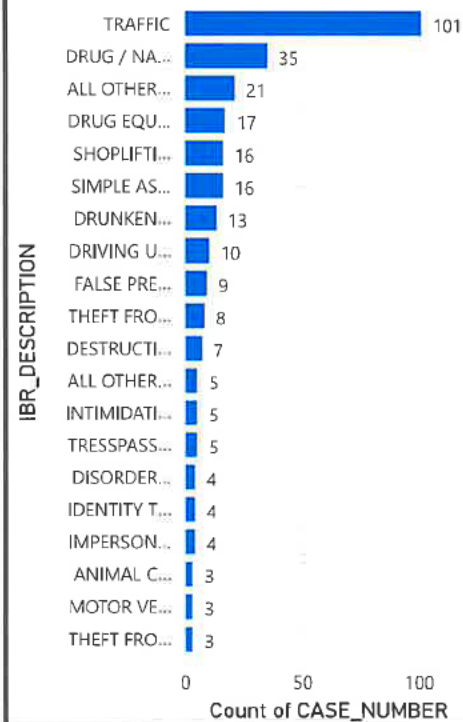 TRAFFIC 101
DRUG / NA... 35
ALL OTHER... 21
DRUG EQU... 17
SHOPLIFTI... 16
SIMPLE AS... 16
DRUNKEN... 13
DRIVING U... 10
FALSE PRE... 9
THEFT FRO... 8
DESTRUCTI... 7
ALL OTHER... 5
INTIMIDATI... 5
TRESSPASS... 5
DISORDER... 4
IDENTITY T... 4
IMPERSON... 4
ANIMAL C... 3
MOTOR VE... 3
THEFT FRO... 3
IBR_DESCRIPTION
0 50 100
Count of CASE_NUMBER